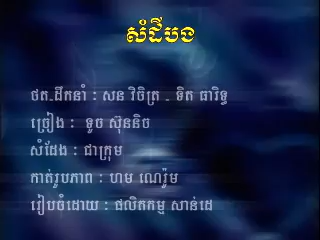 សំដីបង
ថត.ដឹកនាំ : សន វិចិត្រ - ទិត ធារិទ្ធ
ច្រៀង : ទូច ស៊ុននិច
សំដែង : ជាក្រុម
កាត់រូបភាព : ហម ណេរ៉ូម
រៀបចំដោយ : ផលិតកម្ម សាន់ដេ